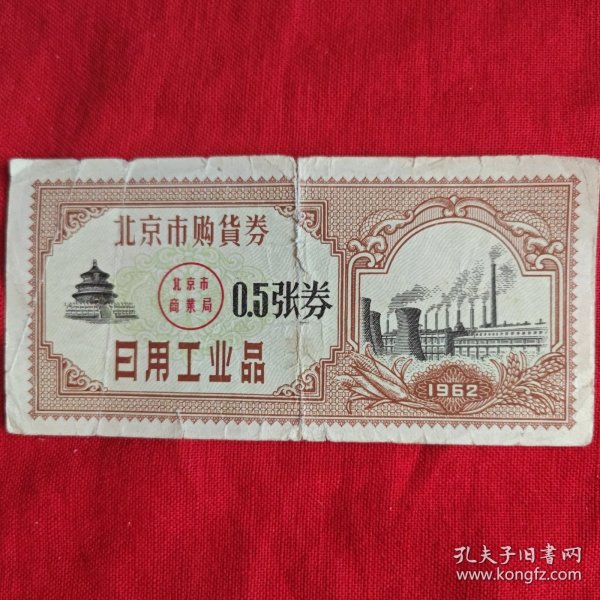 北京市购货券
北京市
商業局
0.5张券
日用工业品
1962
孔夫子旧书网
www.kongfz.com